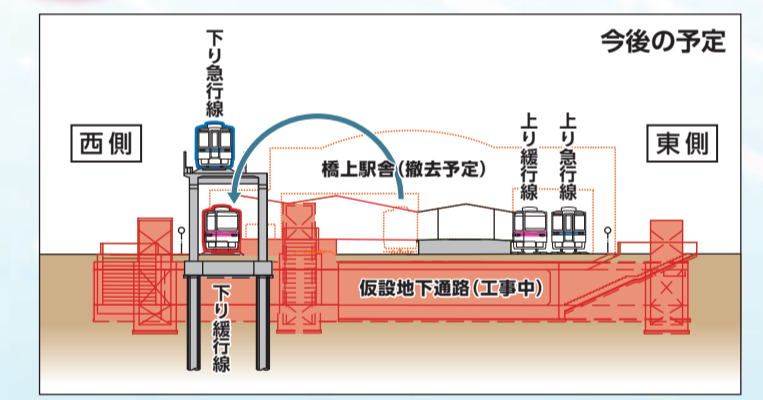 今後の予定
下り急行線
西側
橋上駅舎(撤去予定)
上り緩行線
上り急行線
東側
仮設地下通路(工事中)
下り緩行線